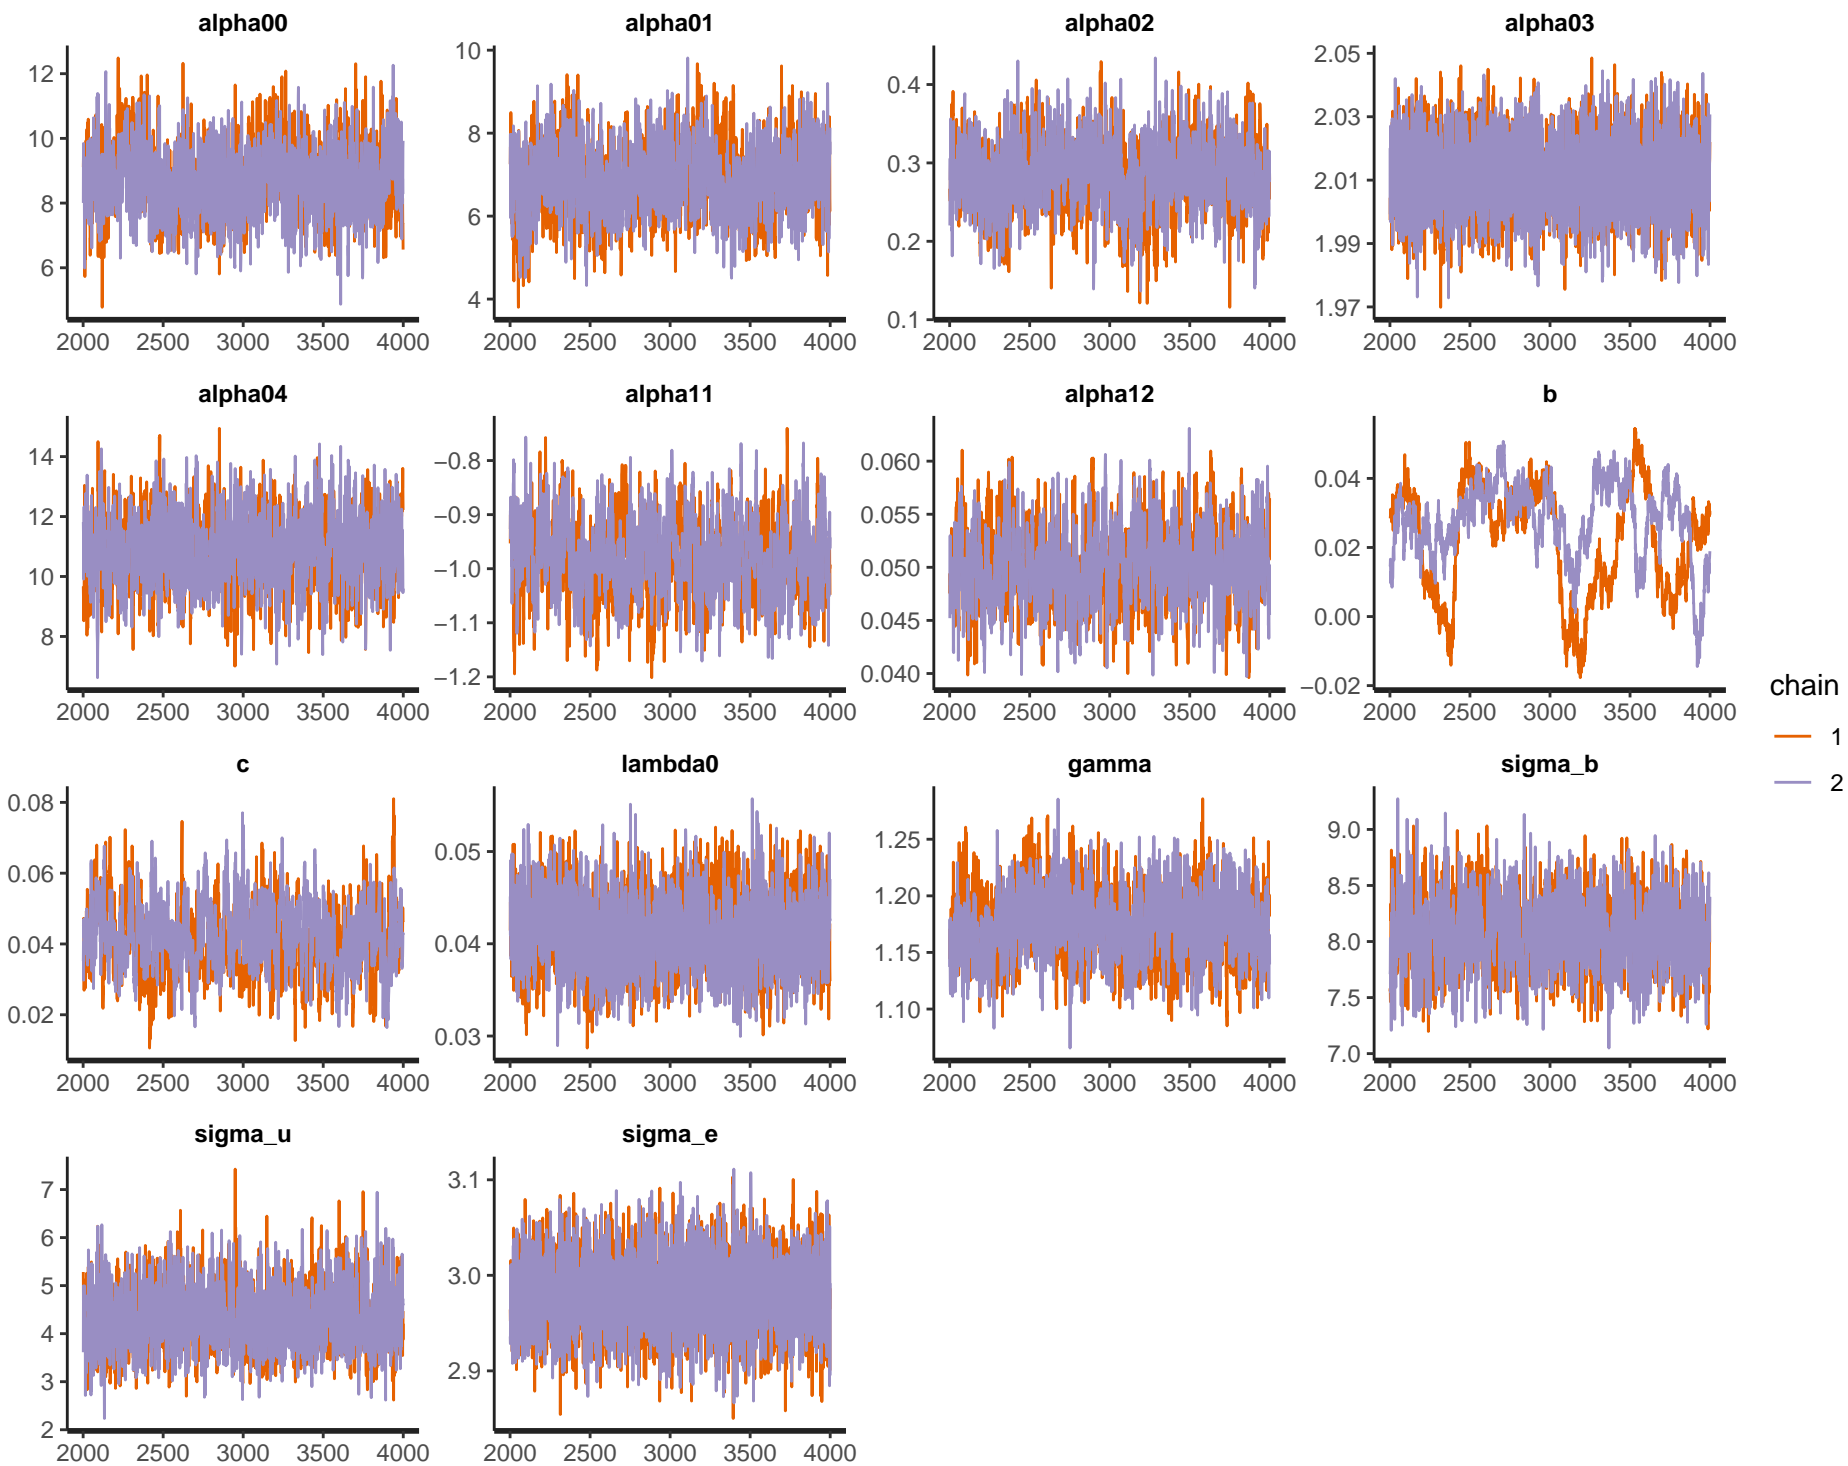 alpha00 alpha01 alpha02 alpha03
12 10 8 6
10 8 6 4
0.4 0.3 0.2 0.1
2.05 2.03 2.01 1.99 1.97
2000 2500 3000 3500 4000 2000 2500 3000 3500 4000 2000 2500 3000 3500 4000 2000 2500 3000 3500 4000
alpha04 alpha11 alpha12 b
14 12 10 8
−0.8 −0.9 −1.0 −1.1 −1.2
0.060 0.055 0.050 0.045 0.040
0.04 0.02 0.00 −0.02
2000 2500 3000 3500 4000 2000 2500 3000 3500 4000 2000 2500 3000 3500 4000 2000 2500 3000 3500 4000
c lambda0 gamma sigma_b
0.08 0.06 0.04 0.02
0.05 0.04 0.03
1.25 1.20 1.15 1.10
9.0 8.5 8.0 7.5 7.0
2000 2500 3000 3500 4000 2000 2500 3000 3500 4000 2000 2500 3000 3500 4000 2000 2500 3000 3500 4000
sigma_u sigma_e
7 6 5 4 3 2
3.1 3.0 2.9
2000 2500 3000 3500 4000 2000 2500 3000 3500 4000
chain
1
2